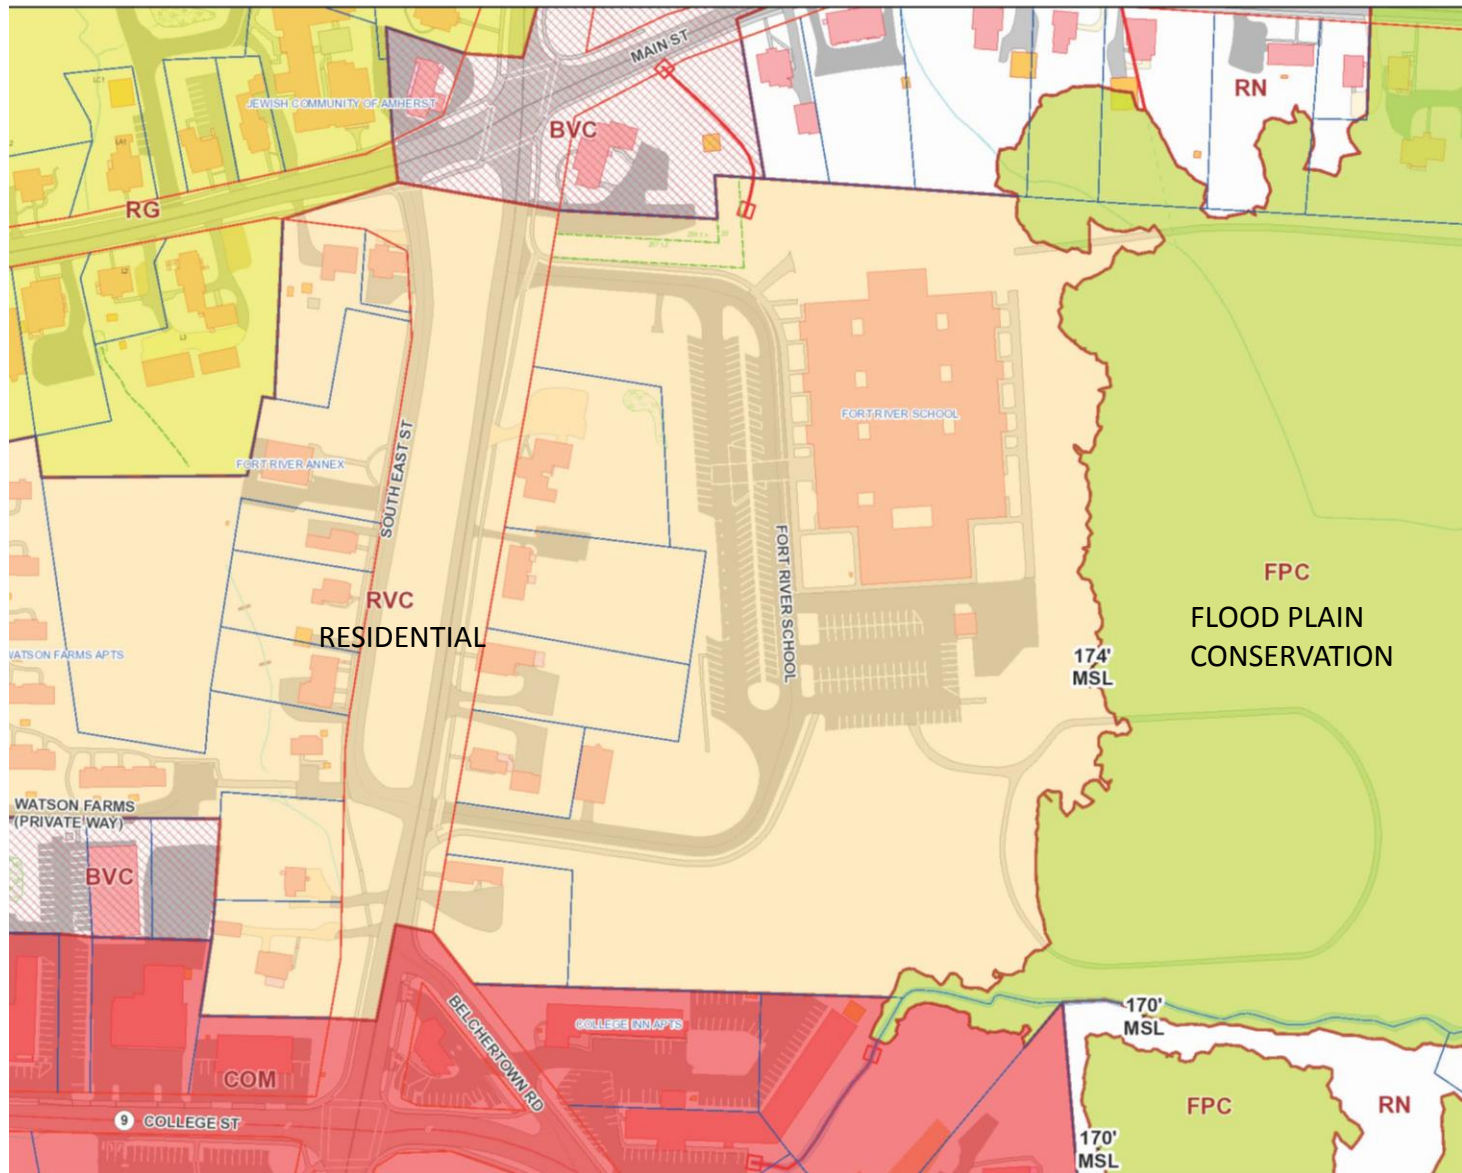 MAIN ST
RN
JEWISH COMMUNITY OF AMHERST
BVC
RG
FORT RIVER SCHOOL
SOUTH EAST ST
FORT RIVER ANNEX
FORT RIVER SCHOOL
FPC
RVC
FLOOD PLAIN
RESIDENTIAL
CONSERVATION
WATSON FARMS APTS
174'
MSL
WATSON FARMS
(PRIVATE WAY)
BVC
170'
MSL
BELCHERTOWN RD
COLLEGE INN APTS
COM
FPC
RN
9 COLLEGE ST
170'
MSL